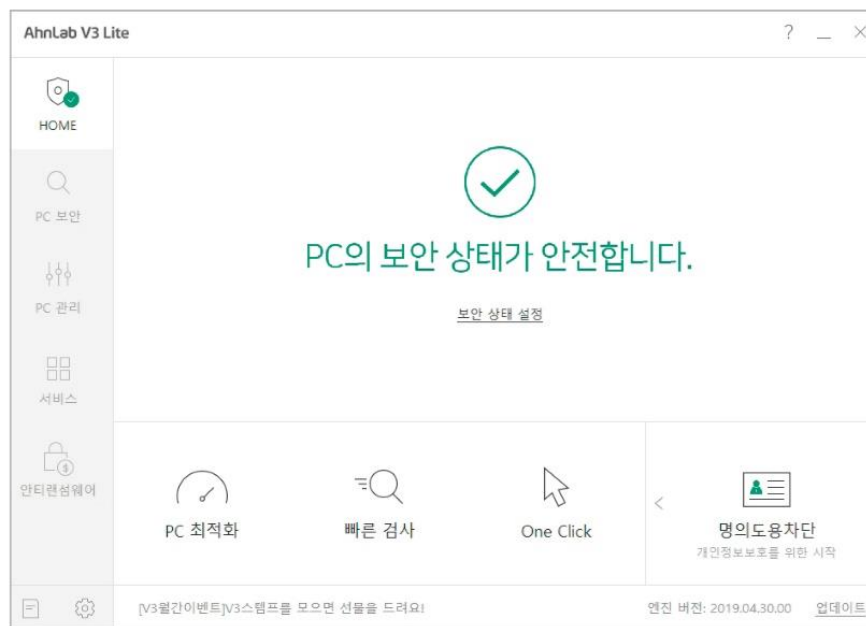 AhnLab V3 Lite
?
HOME
PC 보안
PC 관리
서비스
안티랜섬웨어
PC의 보안 상태가 안전합니다.
보안 상태 설정
PC 최적화
빠른 검사
One Click
명의도용차단
개인정보보호를 위한 시작
[V3월간이벤트]V3스탬프를 모으면 선물을 드려요!
엔진 버전: 2019.04.30.00
업데이트